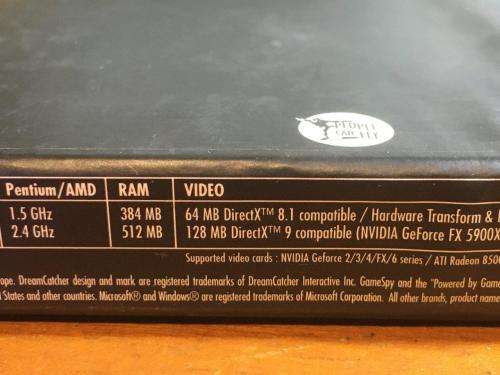 PEOPLE
CAN FLY
Pentium/AMD RAM VIDEO
1.5 GHz 384 MB 64 MB DirectX™ 8.1 compatible / Hardware Transform &
2.4 GHz 512 MB 128 MB DirectX™ 9 compatible (NVIDIA GeForce FX 5900X
Supported video cards : NVIDIA Geforce 2/3/4/FX/6 series / ATI Radeon 850
ope. DreamCatcher design and mark are registered trademarks of DreamCatcher Interactive Inc. GameSpy and the "Powered by Game
States and other countries. Microsoft® and Windows® are registered trademarks of Microsoft Corporation. All other brands, product name